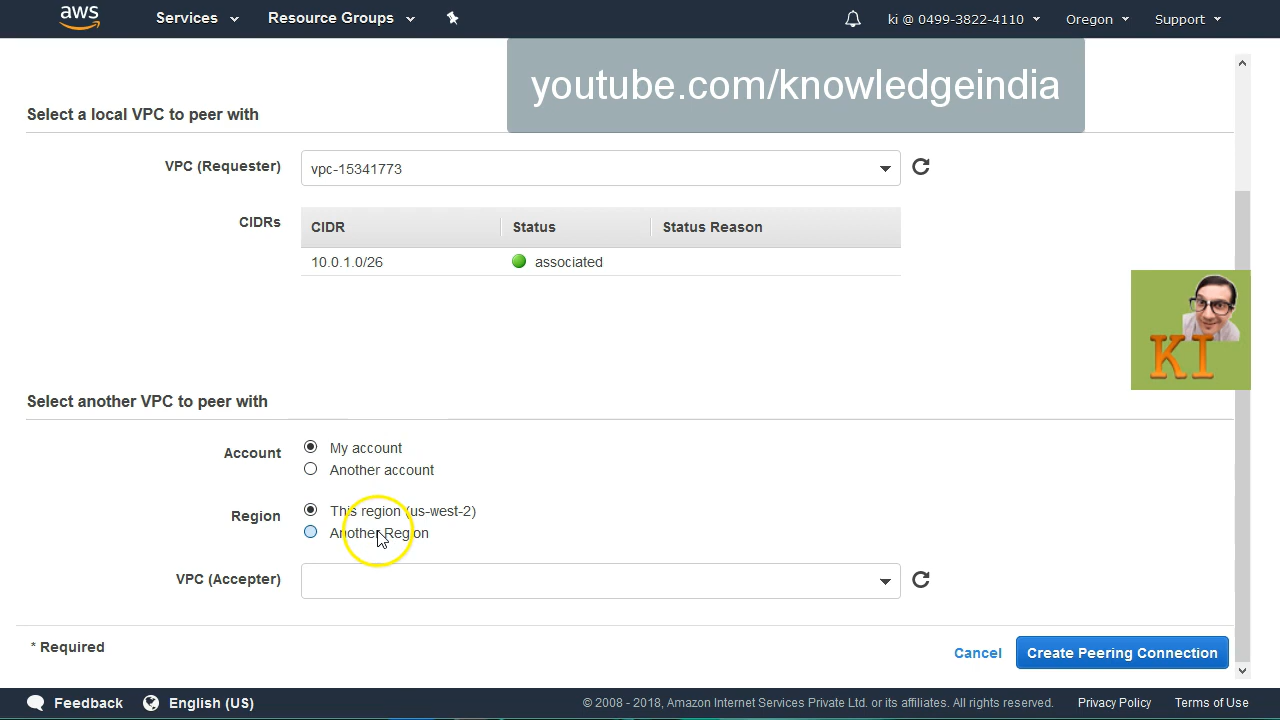 aws Services Resource Groups ki @ 0499-3822-4110 Oregon Support
youtube.com/knowledgeindia
Select a local VPC to peer with
VPC (Requester) vpc-15341773
CIDRs CIDR Status Status Reason
10.0.1.0/26 associated
KI
Select another VPC to peer with
Account My account
Another account
Region This region (us-west-2)
Another Region
VPC (Accepter)
* Required
Cancel Create Peering Connection
Feedback English (US) © 2008 - 2018, Amazon Internet Services Private Ltd. or its affiliates. All rights reserved. Privacy Policy Terms of Use